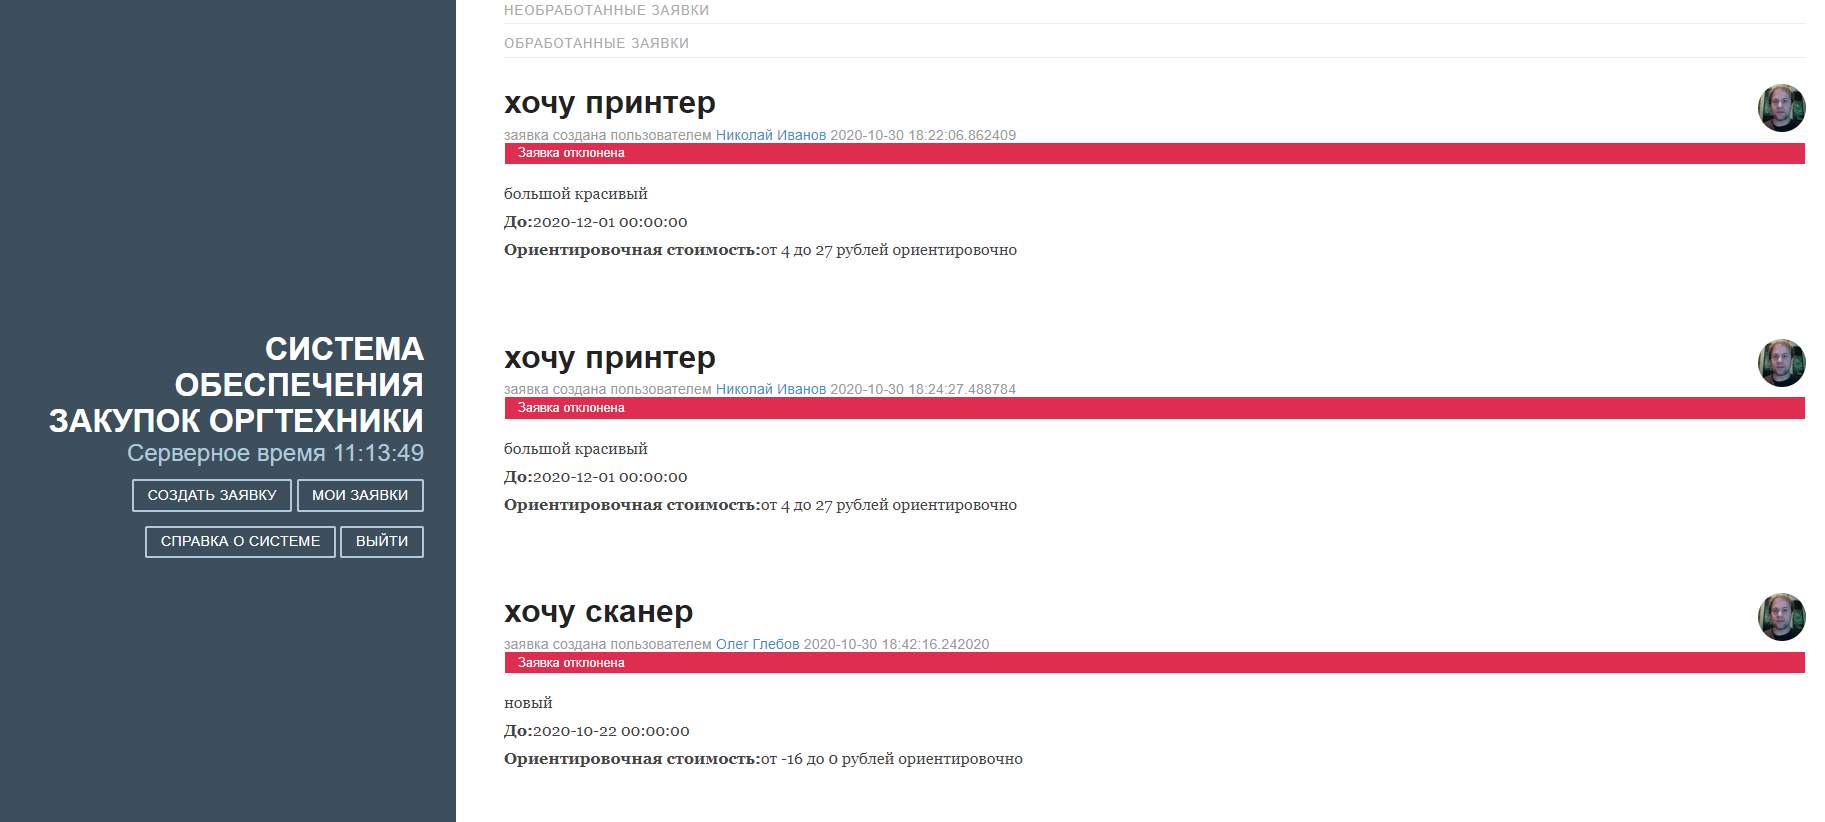 СИСТЕМА
ОБЕСПЕЧЕНИЯ
ЗАКУПОК ОРГТЕХНИКИ
Серверное время 11:13:49
СОЗДАТЬ ЗАЯВКУ
МОИ ЗАЯВКИ
СПРАВКА О СИСТЕМЕ
ВЫЙТИ
НЕОБРАБОТАННЫЕ ЗАЯВКИ
ОБРАБОТАННЫЕ ЗАЯВКИ
хочу принтер
заявка создана пользователем Николай Иванов 2020-10-30 18:22:06.862409
Заявка отклонена
большой красивый
До:2020-12-01 00:00:00
Ориентировочная стоимость:от 4 до 27 рублей ориентировочно
хочу принтер
заявка создана пользователем Николай Иванов 2020-10-30 18:24:27.488784
Заявка отклонена
большой красивый
До:2020-12-01 00:00:00
Ориентировочная стоимость:от 4 до 27 рублей ориентировочно
хочу сканер
заявка создана пользователем Олег Глебов 2020-10-30 18:42:16.242020
Заявка отклонена
новый
До:2020-10-22 00:00:00
Ориентировочная стоимость:от -16 до 0 рублей ориентировочно